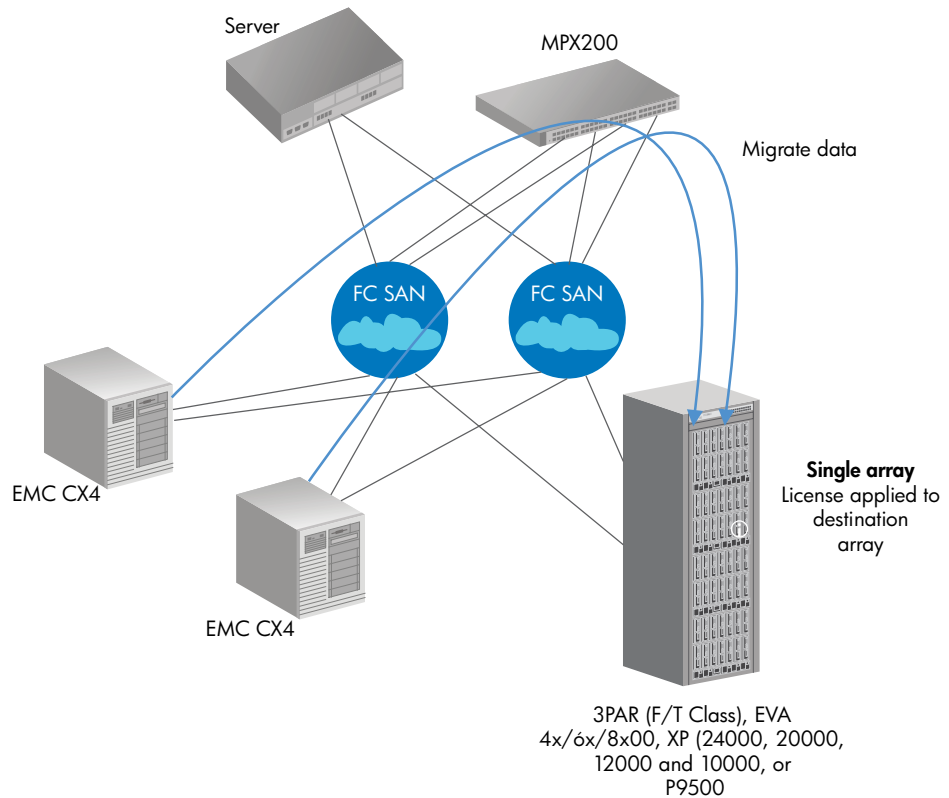 Server
MPX200
Migrate data
FC SAN
FC SAN
EMC CX4
Single array
License applied to
destination
array
EMC CX4
3PAR (F/T Class), EVA
4x/6x/8x00, XP (24000, 20000,
12000 and 10000, or
P9500